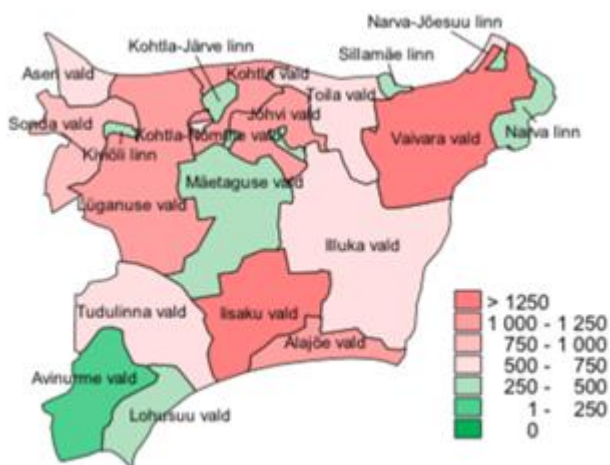 Narva-Jõesuu linn
Kohtla-Järve linn
Sillamäe linn
Aseri vald
Kohtla vald
Toila vald
Sonda vald
Jõhvi vald
Kohtla-Nõmme vald
Vaivara vald
Narva linn
Kiviõli linn
Mäetaguse vald
Lüganuse vald
Illuka vald
Tudulinna vald
Iisaku vald
Alajõe vald
Avinurme vald
Lohusuu vald
> 1250
1 000 - 1 250
750 - 1 000
500 - 750
250 - 500
1 - 250
0